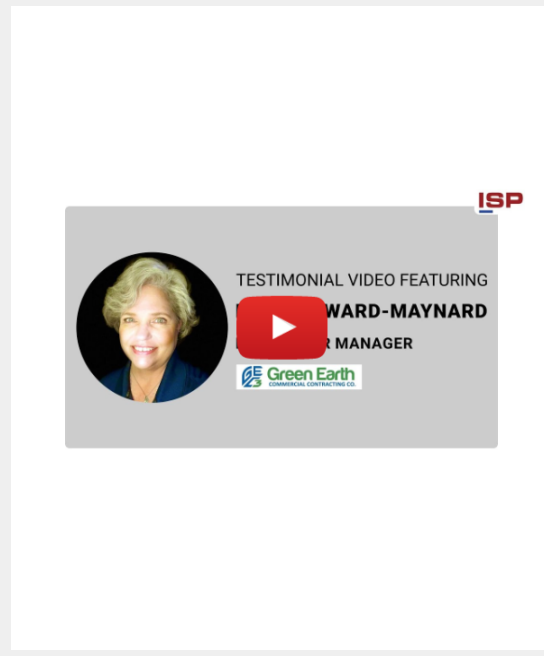 ISP
TESTIMONIAL VIDEO FEATURING
WARD-MAYNARD
MANAGER
Green Earth
COMMERCIAL CONTRACTING CO.